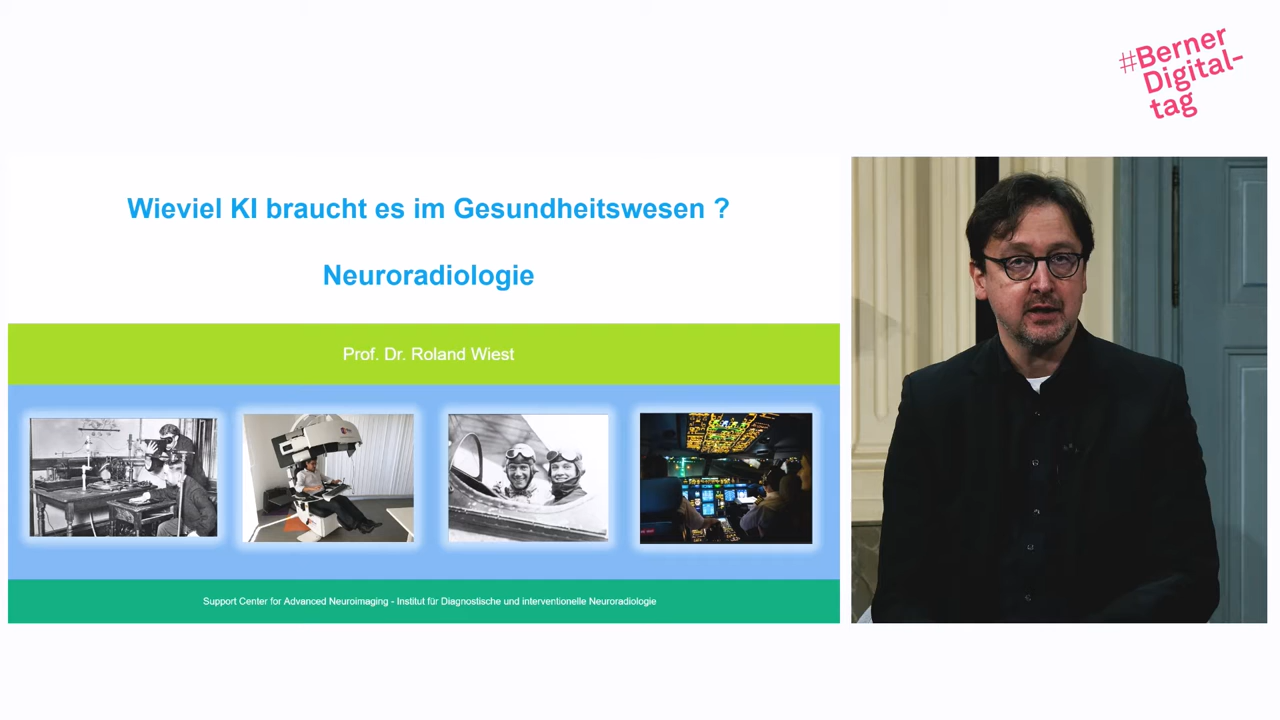 #Berner
Digital-
tag
Wieviel KI braucht es im Gesundheitswesen ?
Neuroradiologie
Prof. Dr. Roland Wiest
Support Center for Advanced Neuroimaging - Institut für Diagnostische und interventionelle Neuroradiologie